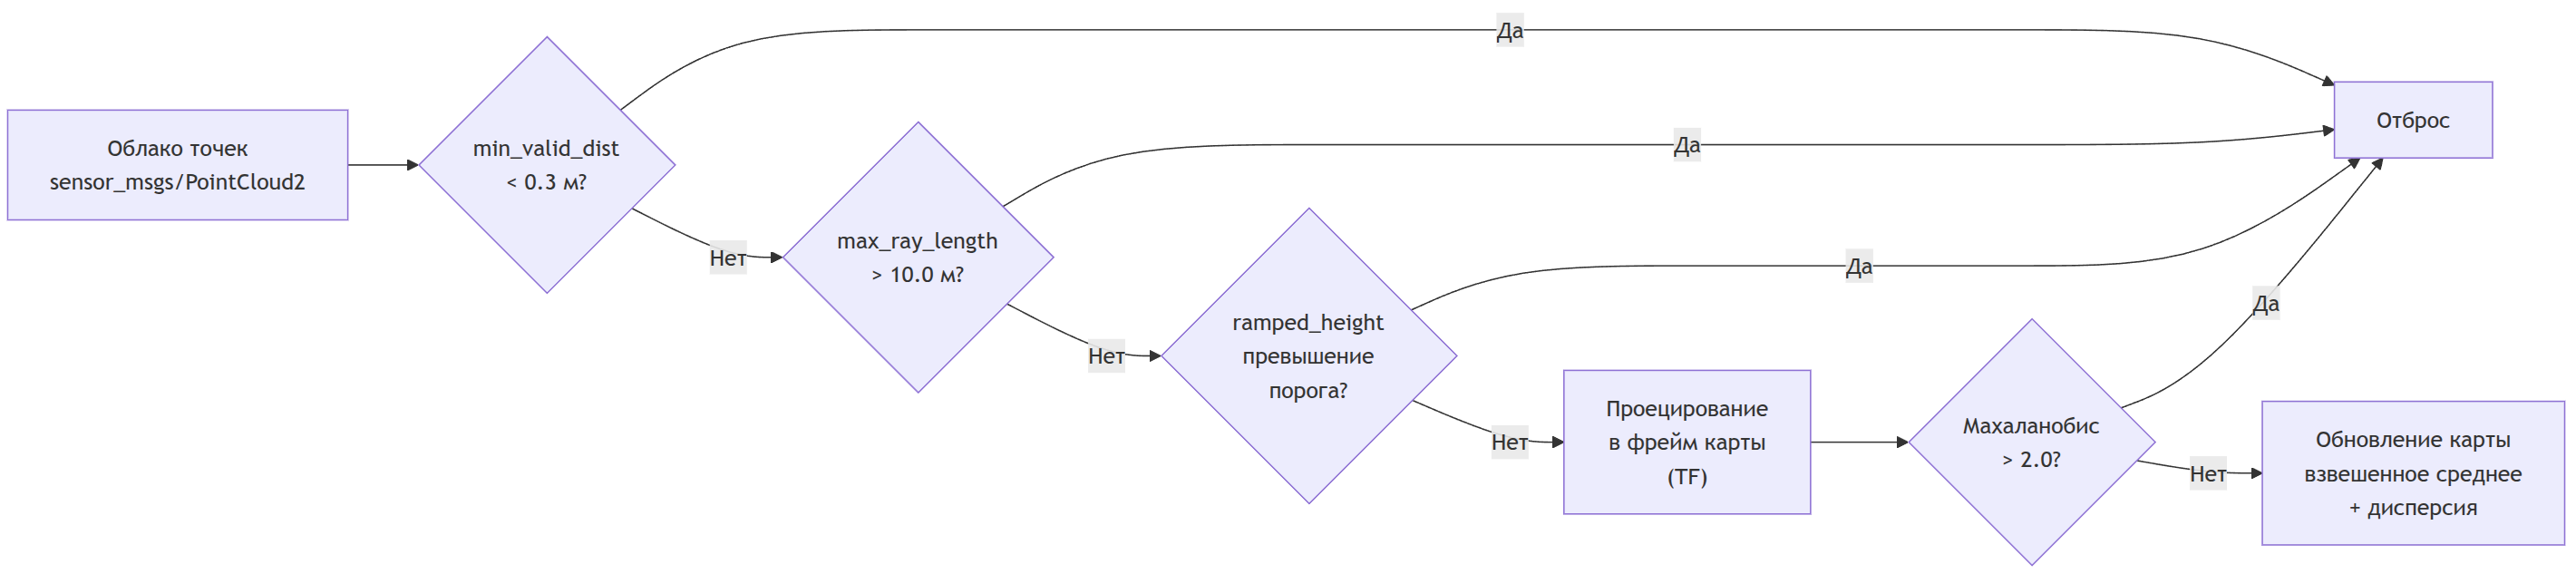 Облако точек
sensor_msgs/PointCloud2
min_valid_dist
< 0.3 м?
Да
Нет
max_ray_length
> 10.0 м?
Да
Нет
ramped_height
превышение
порога?
Да
Нет
Проецирование
в фрейм карты
(TF)
Махаланобис
> 2.0?
Да
Нет
Отброс
Обновление карты
взвешенное среднее
+ дисперсия